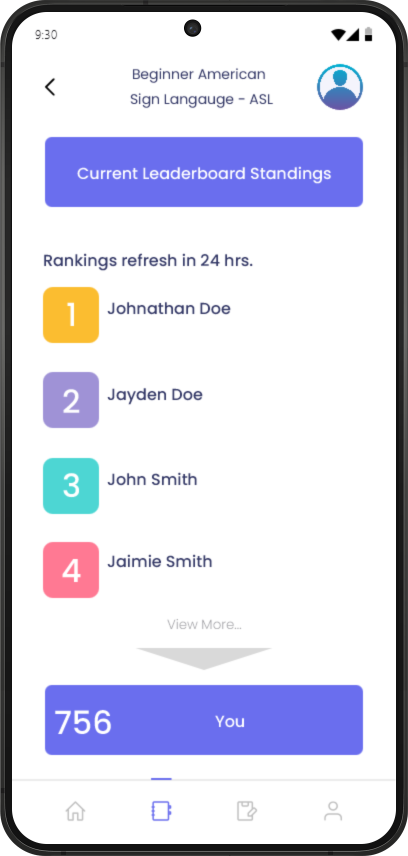 9:30
Beginner American
Sign Langauge - ASL
Current Leaderboard Standings
Rankings refresh in 24 hrs.
1 Johnathan Doe
2 Jayden Doe
3 John Smith
4 Jaimie Smith
View More...
756 You